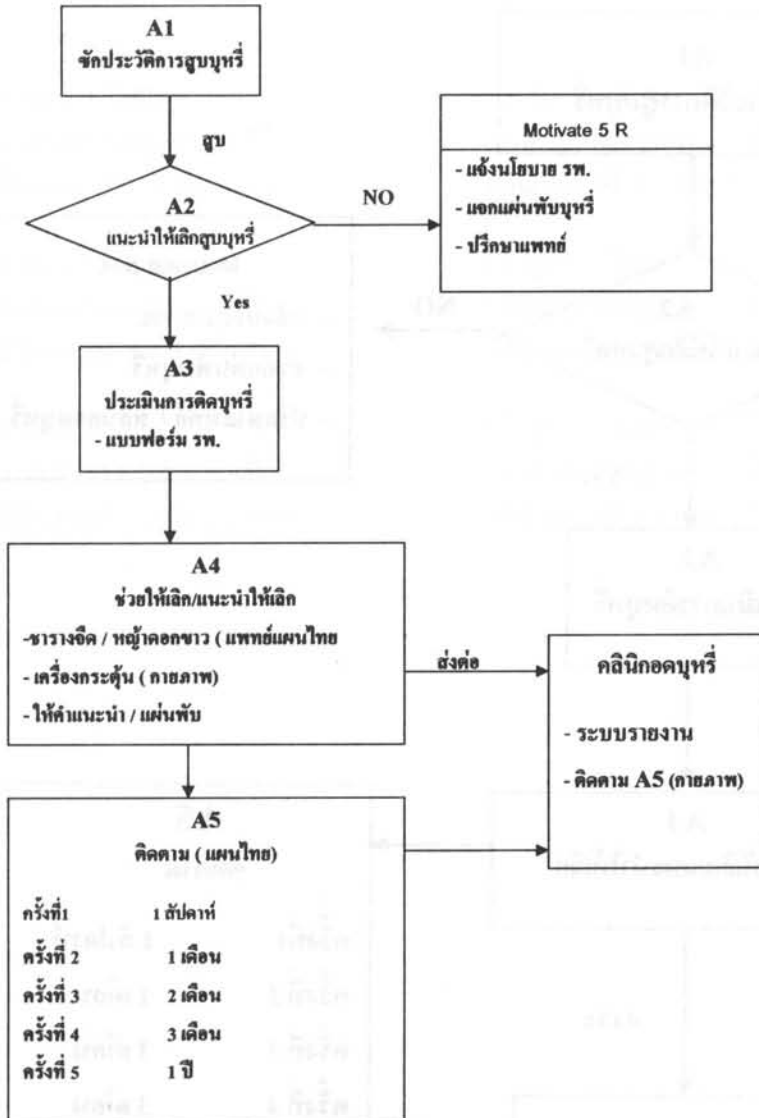 A1
ซักประวัติการสูบบุหรี่
สูบ
A2
แนะนำให้เลิกสูบบุหรี่
NO
Motivate 5 R
- แจ้งนโยบาย รพ.
- แจกแผ่นพับบุหรี่
- ปรึกษาแพทย์
Yes
A3
ประเมินการติดบุหรี่
- แบบฟอร์ม รพ.
A4
ช่วยให้เลิก/แนะนำให้เลิก
-ชารางจืด / หญ้าดอกขาว ( แพทย์แผนไทย
- เครื่องกระตุ้น ( กายภาพ)
- ให้คำแนะนำ / แผ่นพับ
ส่งต่อ
คลินิกอดบุหรี่
- ระบบรายงาน
- ติดตาม A5 (กายภาพ)
A5
ติดตาม ( แผนไทย)
ครั้งที่1 1 สัปดาห์
ครั้งที่ 2 1 เดือน
ครั้งที่ 3 2 เดือน
ครั้งที่ 4 3 เดือน
ครั้งที่ 5 1 ปี